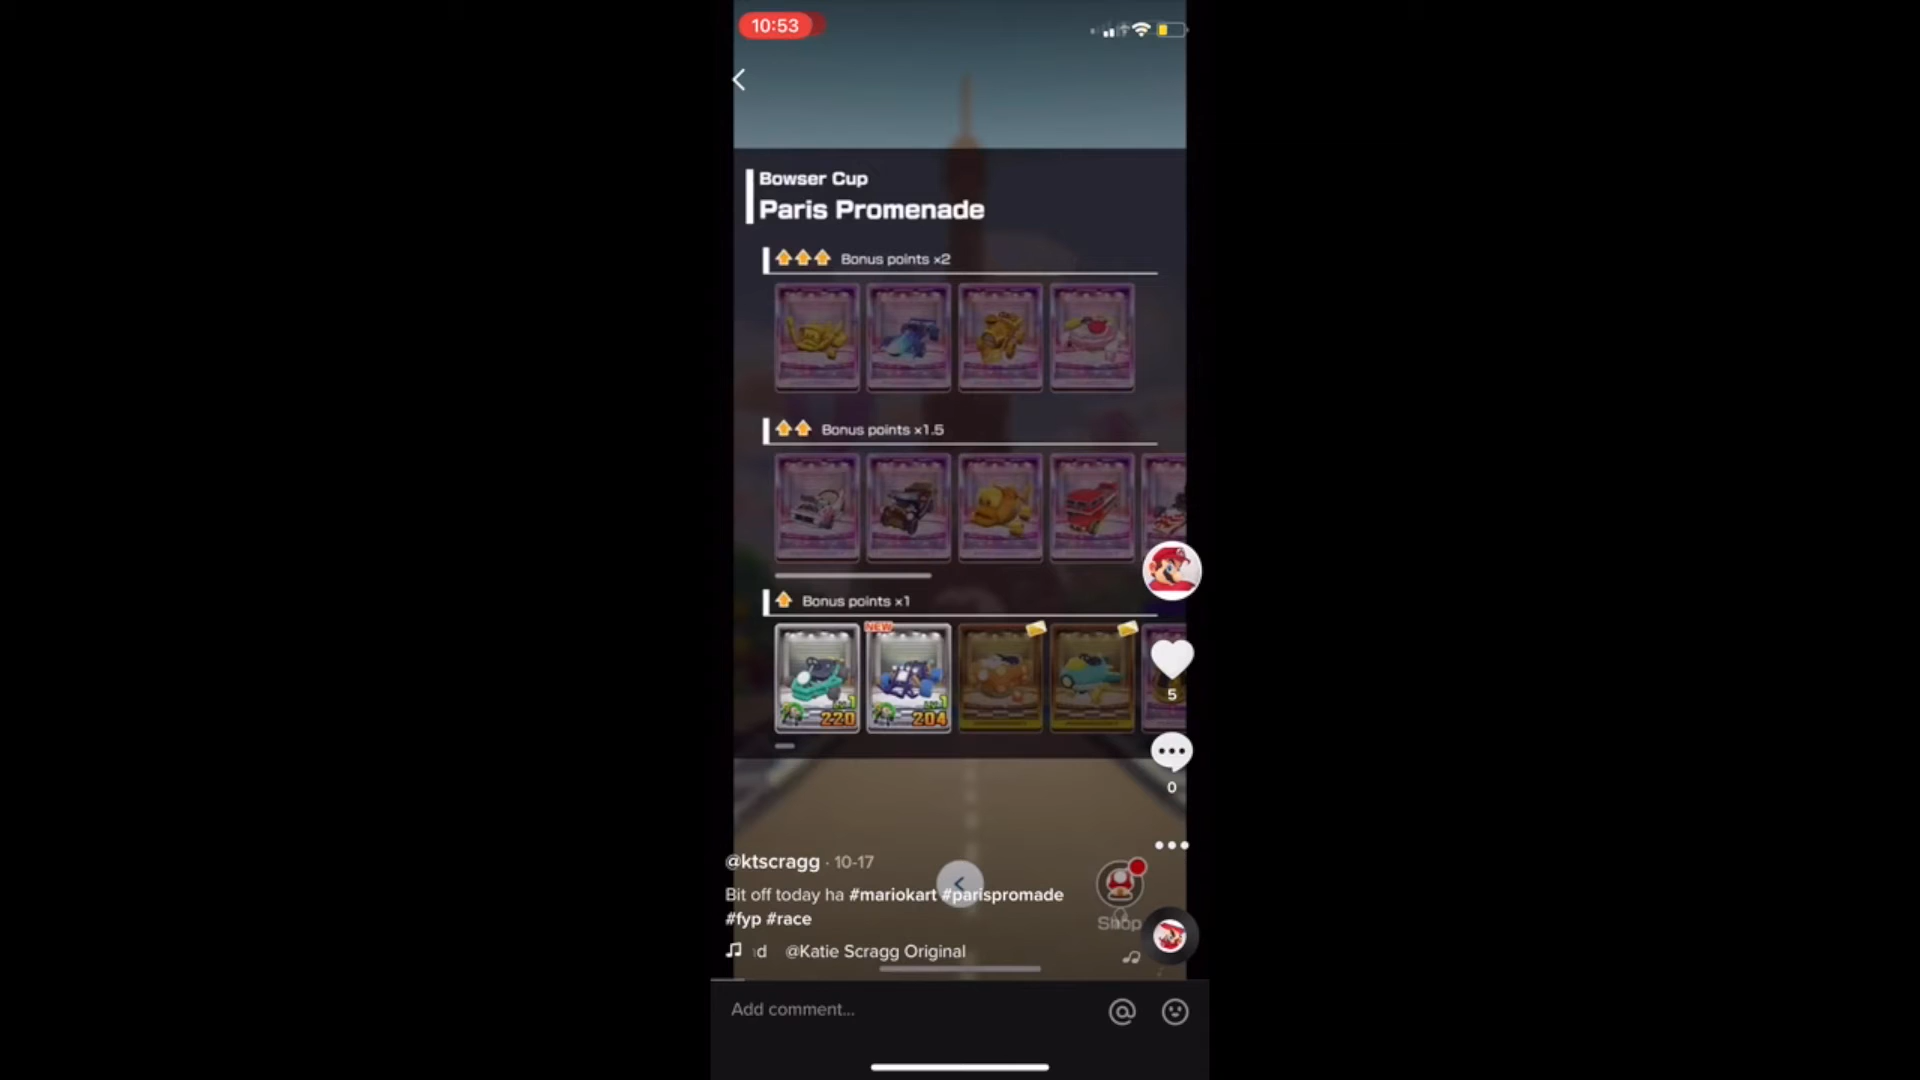 10:53
Bowser Cup
Paris Promenade
Bonus points ×2
Bonus points ×1.5
Bonus points ×1
NEW
1
220
1
204
5
0
@ktscragg · 10-17
Bit off today ha #mariokart #parispromade
#fyp #race
Shop
d @Katie Scragg Original
Add comment...